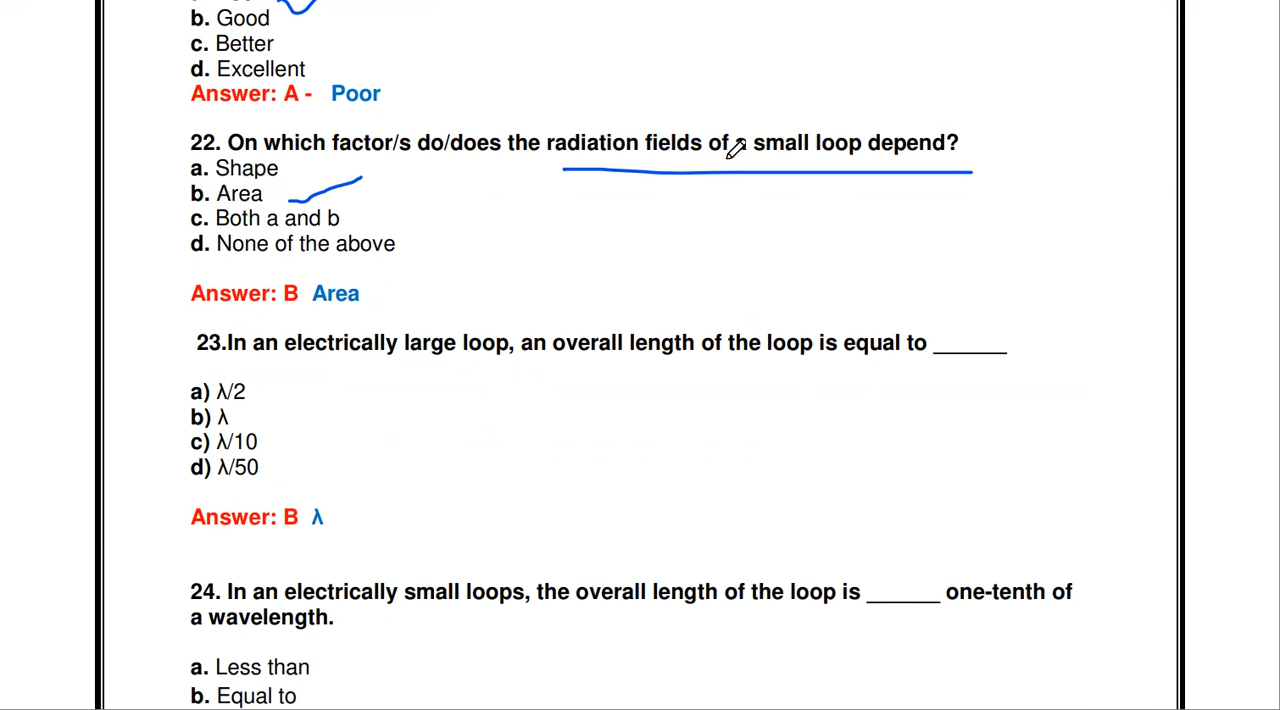 b. Good
c. Better
d. Excellent
Answer: A - Poor
22. On which factor/s do/does the radiation fields of a small loop depend?
a. Shape
b. Area
c. Both a and b
d. None of the above
Answer: B Area
23.In an electrically large loop, an overall length of the loop is equal to ______
a) λ/2
b) λ
c) λ/10
d) λ/50
Answer: B λ
24. In an electrically small loops, the overall length of the loop is ______ one-tenth of
a wavelength.
a. Less than
b. Equal to